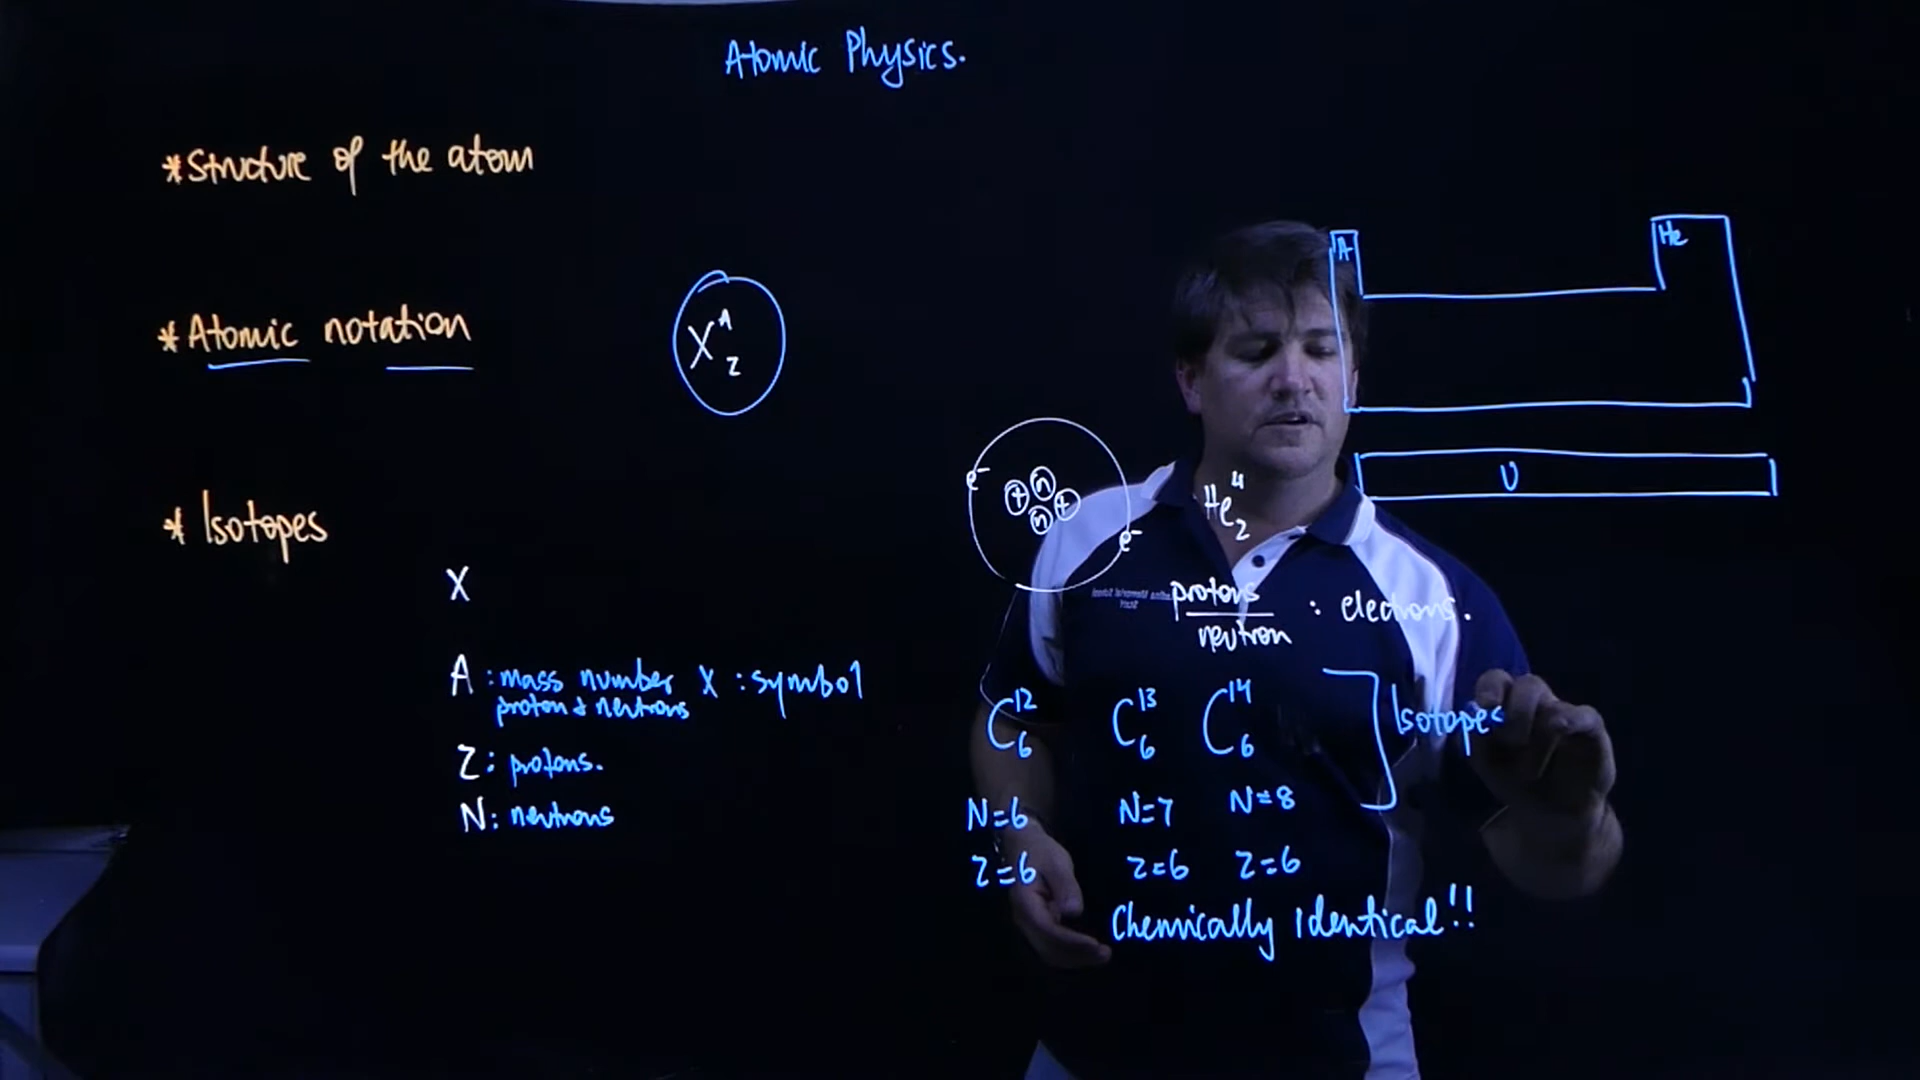 Atomic Physics.
*Structure of the atom
*Atomic notation
X A
Z
*Isotopes
X
A : mass number X : symbol
proton & neutrons
Z : protons.
N : neutrons
A
He
U
e- + n + n e-
He 4
2
protons : electrons.
neutron
C 12 6 C 13 6 C 14 6 Isotopes
N=6 N=7 N=8
Z=6 Z=6 Z=6
Chemically identical!!